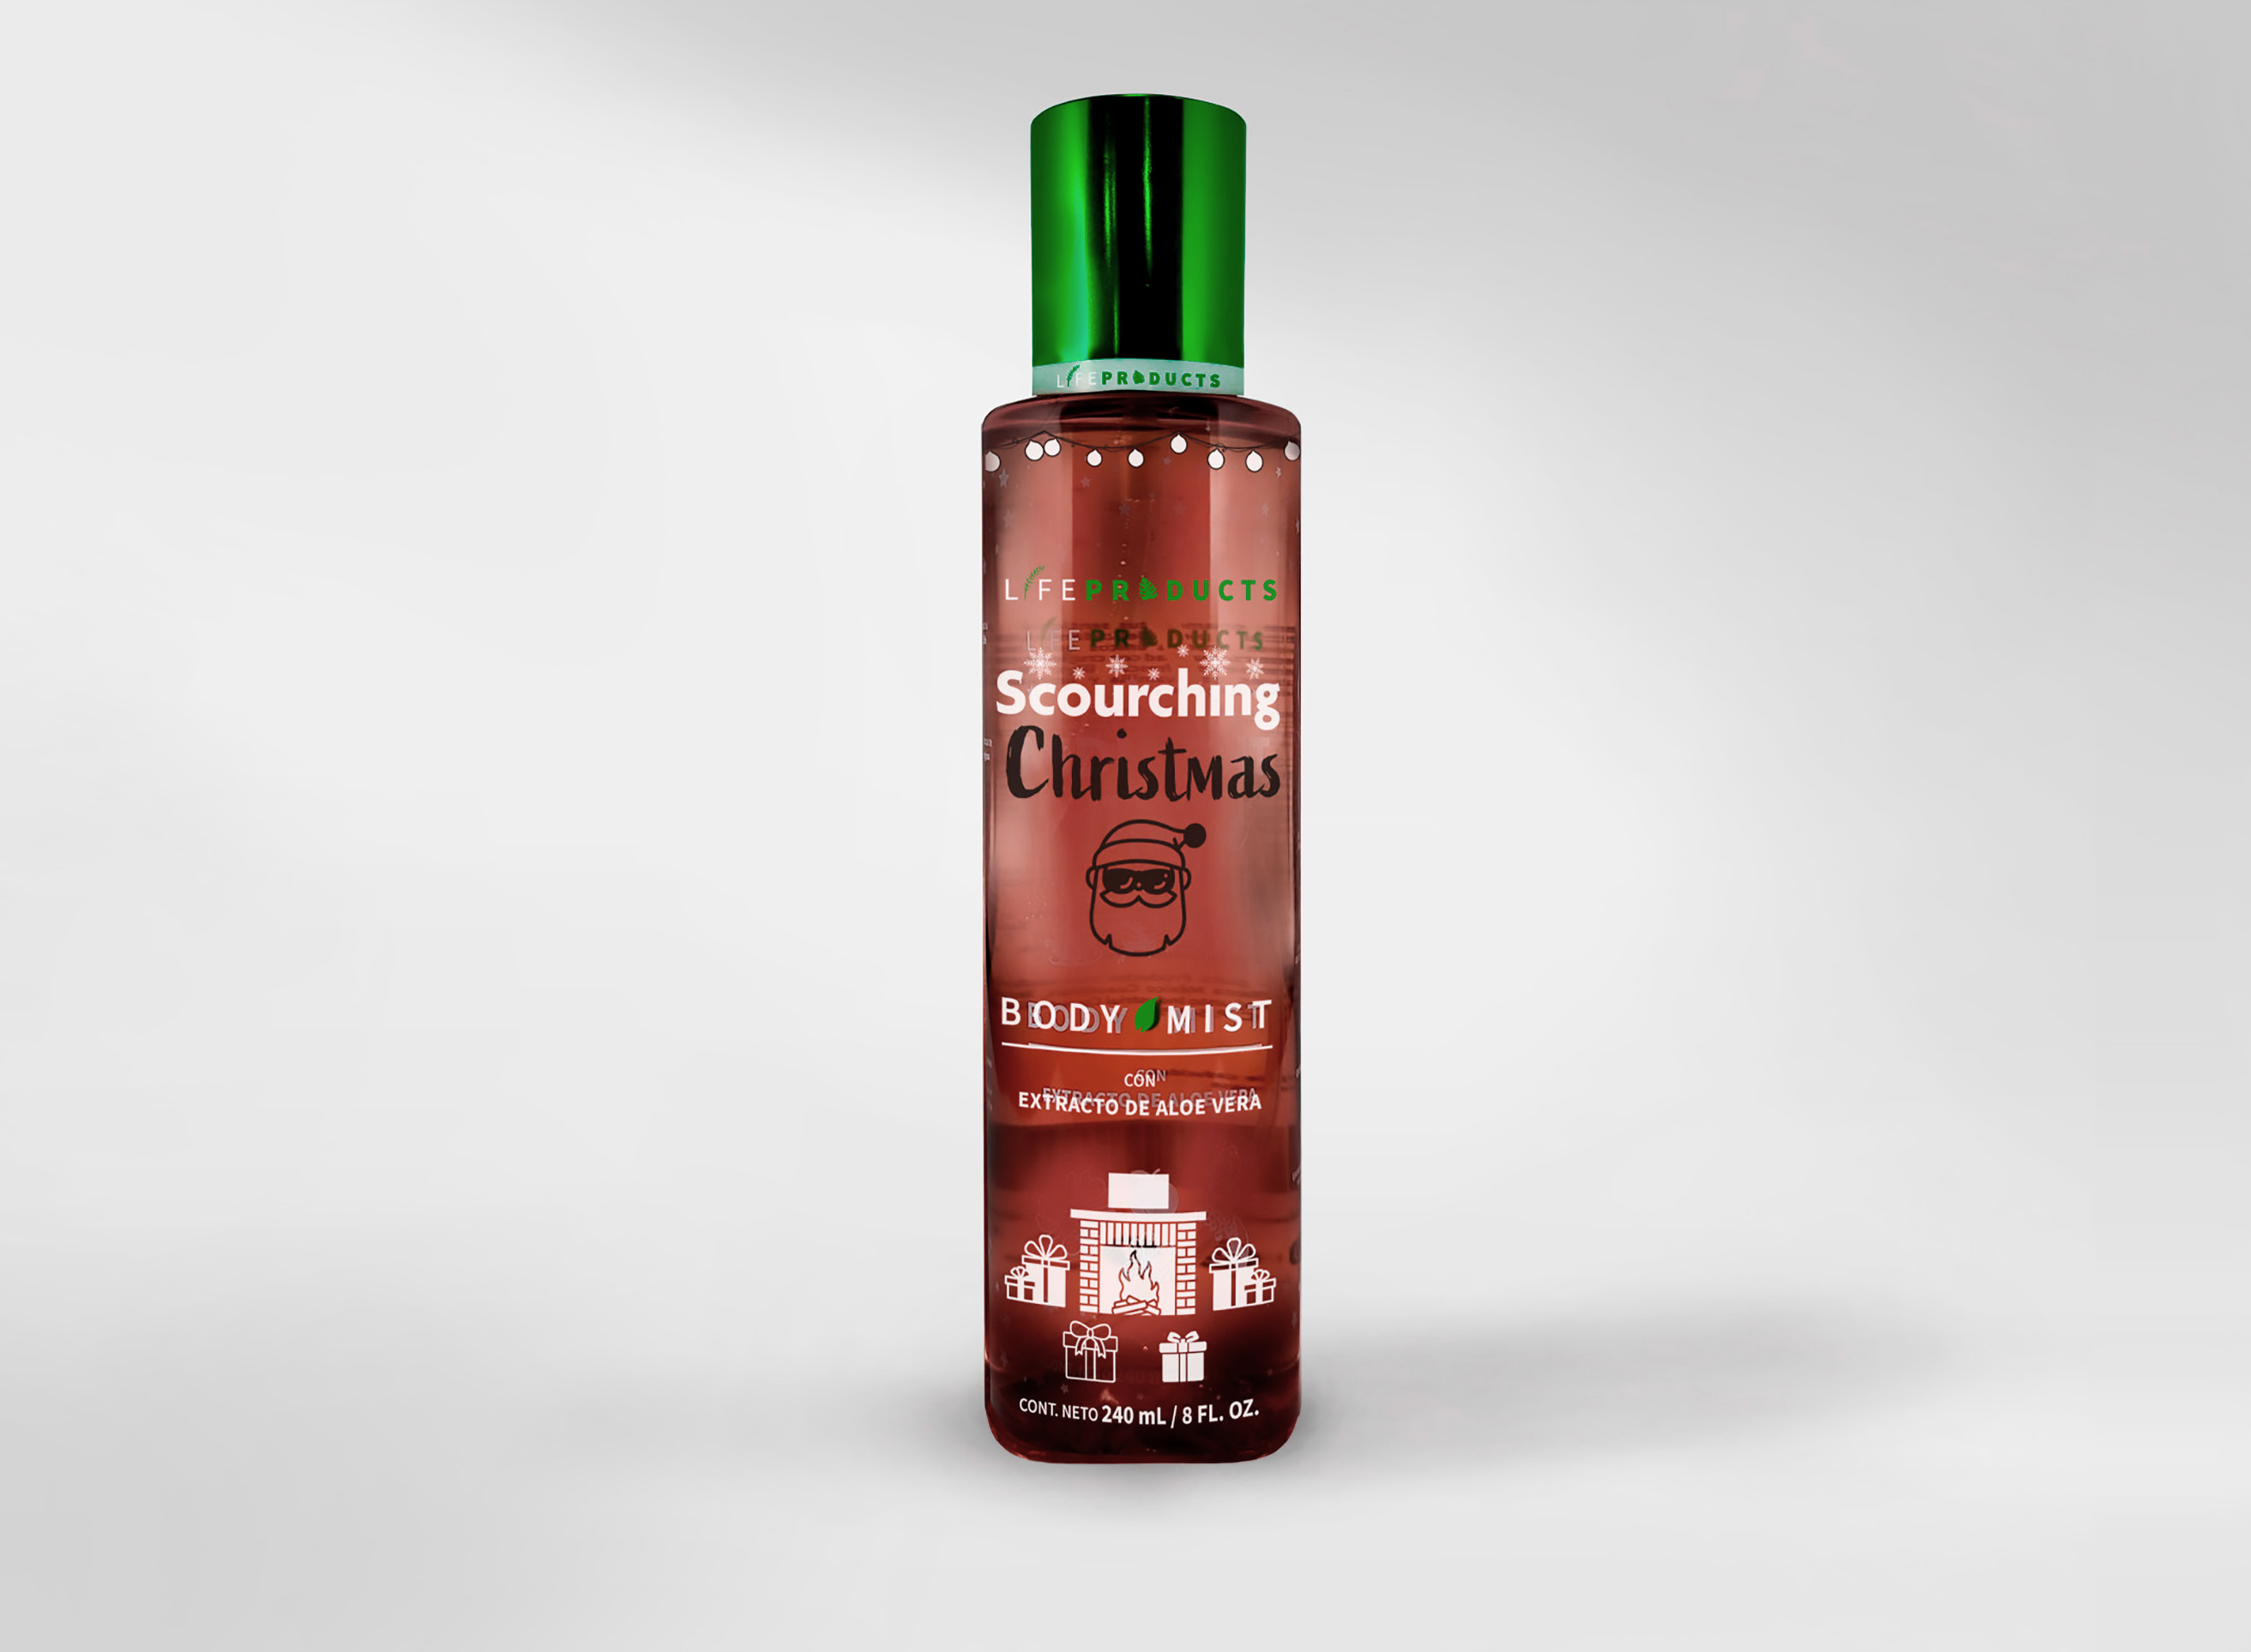 LIFEPRODUCTS
LIFEPRODUCTS
LIFEPRODUCTS
Scourching
Christmas
BODY MIST
CON
EXTRACTO DE ALOE VERA
CONT. NETO 240 mL / 8 FL. OZ.